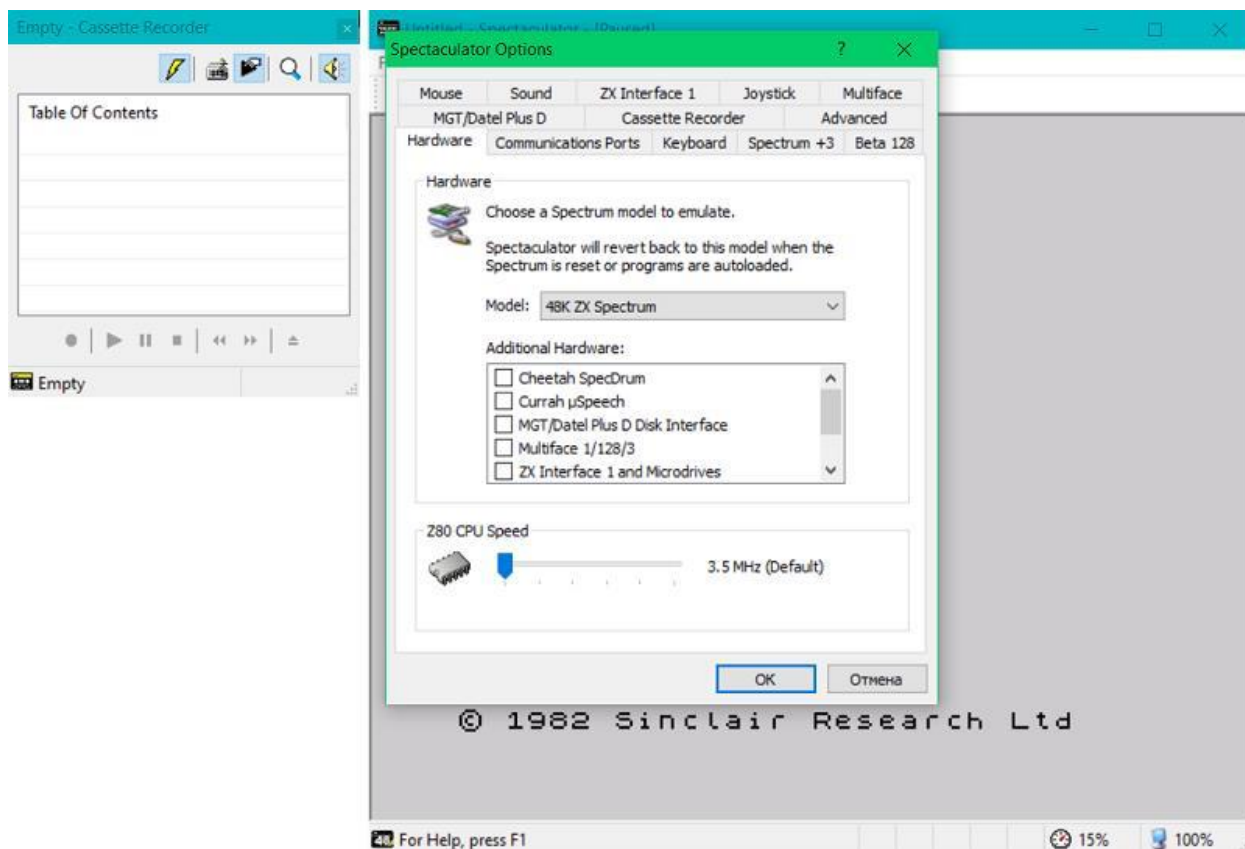 Empty - Cassette Recorder
Table Of Contents
Empty
Untitled - Spectaculator - [Paused]
Spectaculator Options
Mouse Sound ZX Interface 1 Joystick Multiface
MGT/Datel Plus D Cassette Recorder Advanced
Hardware Communications Ports Keyboard Spectrum +3 Beta 128
Hardware
Choose a Spectrum model to emulate.
Spectaculator will revert back to this model when the
Spectrum is reset or programs are autoloaded.
Model: 48K ZX Spectrum
Additional Hardware:
Cheetah SpecDrum
Currah µSpeech
MGT/Datel Plus D Disk Interface
Multiface 1/128/3
ZX Interface 1 and Microdrives
Z80 CPU Speed
3.5 MHz (Default)
OK Отмена
© 1982 Sinclair Research Ltd
48 For Help, press F1 15% 100%